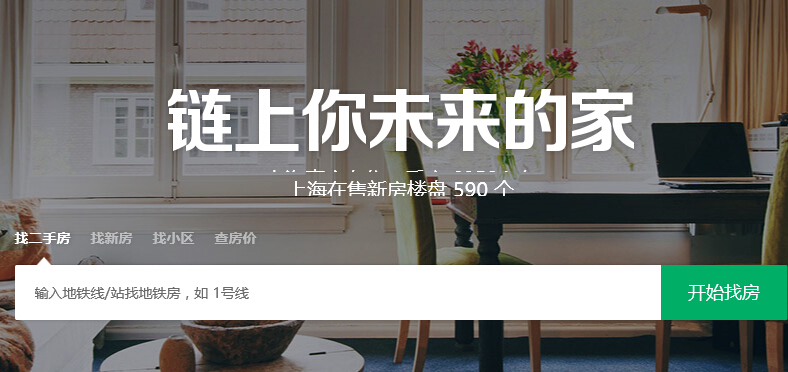 链上你未来的家
上海在售新房楼盘 590 个
找二手房 找新房 找小区 查房价
输入地铁线/站找地铁房，如 1号线
开始找房